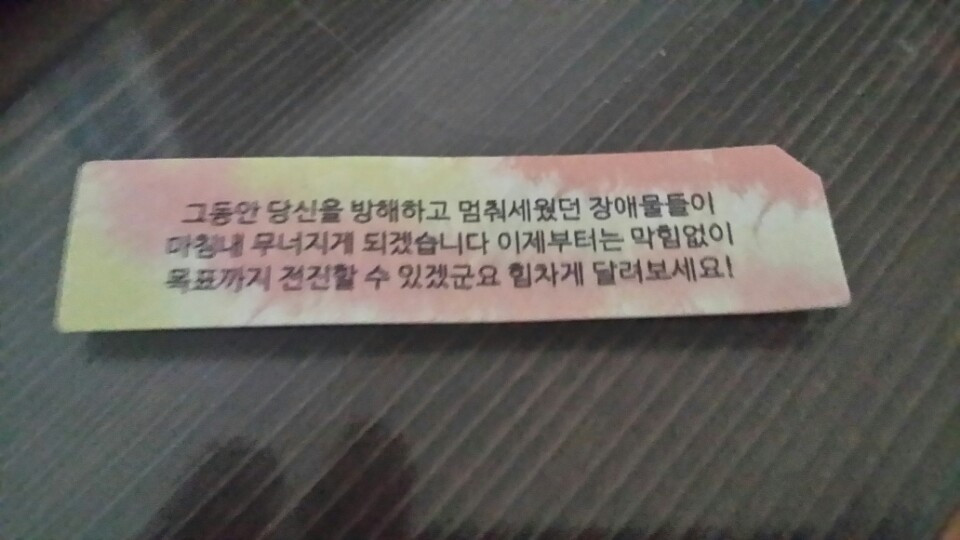 그동안 당신을 방해하고 멈춰세웠던 장애물들이
마침내 무너지게 되겠습니다 이제부터는 막힘없이
목표까지 전진할 수 있겠군요 힘차게 달려보세요!